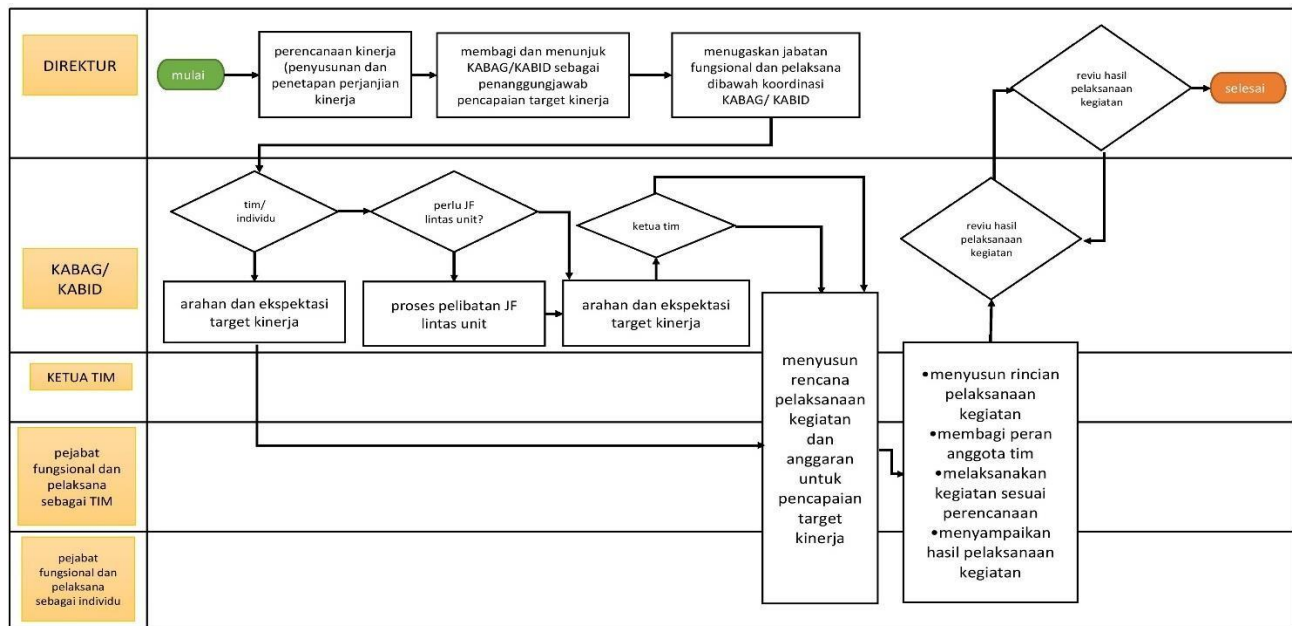 DIREKTUR
mulai
perencanaan kinerja
(penyusunan dan
penetapan perjanjian
kinerja
membagi dan menunjuk
KABAG/KABID sebagai
penanggungjawab
pencapaian target kinerja
menugaskan jabatan
fungsional dan pelaksana
dibawah koordinasi
KABAG/ KABID
reviu hasil
pelaksanaan
kegiatan
selesai
KABAG/
KABID
tim/
individu
perlu JF
lintas unit?
ketua tim
reviu hasil
pelaksanaan
kegiatan
arahan dan ekspektasi
target kinerja
proses pelibatan JF
lintas unit
arahan dan ekspektasi
target kinerja
KETUA TIM
pejabat
fungsional dan
pelaksana
sebagai TIM
pejabat
fungsional dan
pelaksana
sebagai individu
menyusun
rencana
pelaksanaan
kegiatan
dan
anggaran
untuk
pencapaian
target
kinerja
•menyusun rincian
pelaksanaan
kegiatan
•membagi peran
anggota tim
•melaksanakan
kegiatan sesuai
perencanaan
•menyampaikan
hasil pelaksanaan
kegiatan